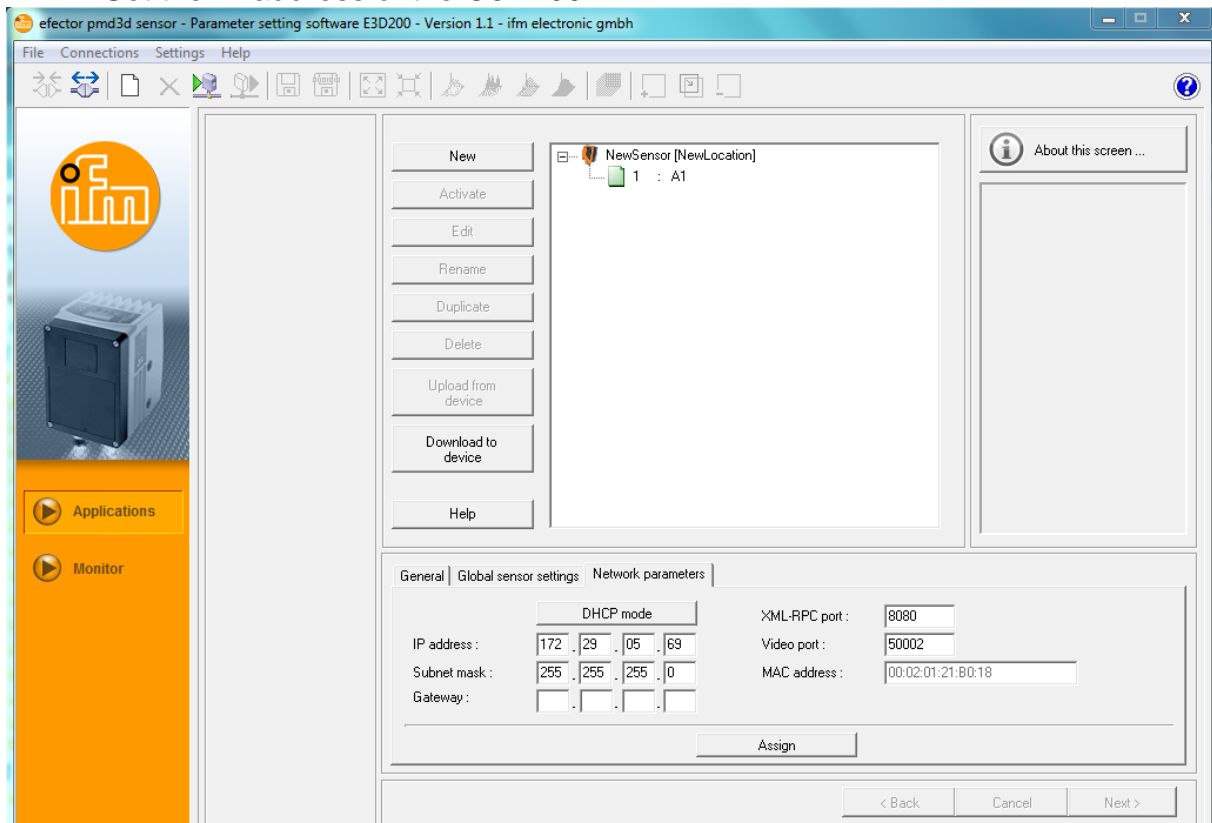 efector pmd3d sensor - Parameter setting software E3D200 - Version 1.1 - ifm electronic gmbh
File Connections Settings Help
ifm
New
Activate
Edit
Rename
Duplicate
Delete
Upload from
device
Download to
device
Help
NewSensor [NewLocation]
1 : A1
About this screen ...
Applications
Monitor
General Global sensor settings Network parameters
DHCP mode
XML-RPC port : 8080
IP address : 172 . 29 . 05 . 69
Video port : 50002
Subnet mask : 255 . 255 . 255 . 0
MAC address : 00:02:01:21:B0:18
Gateway : . . .
Assign
< Back Cancel Next >